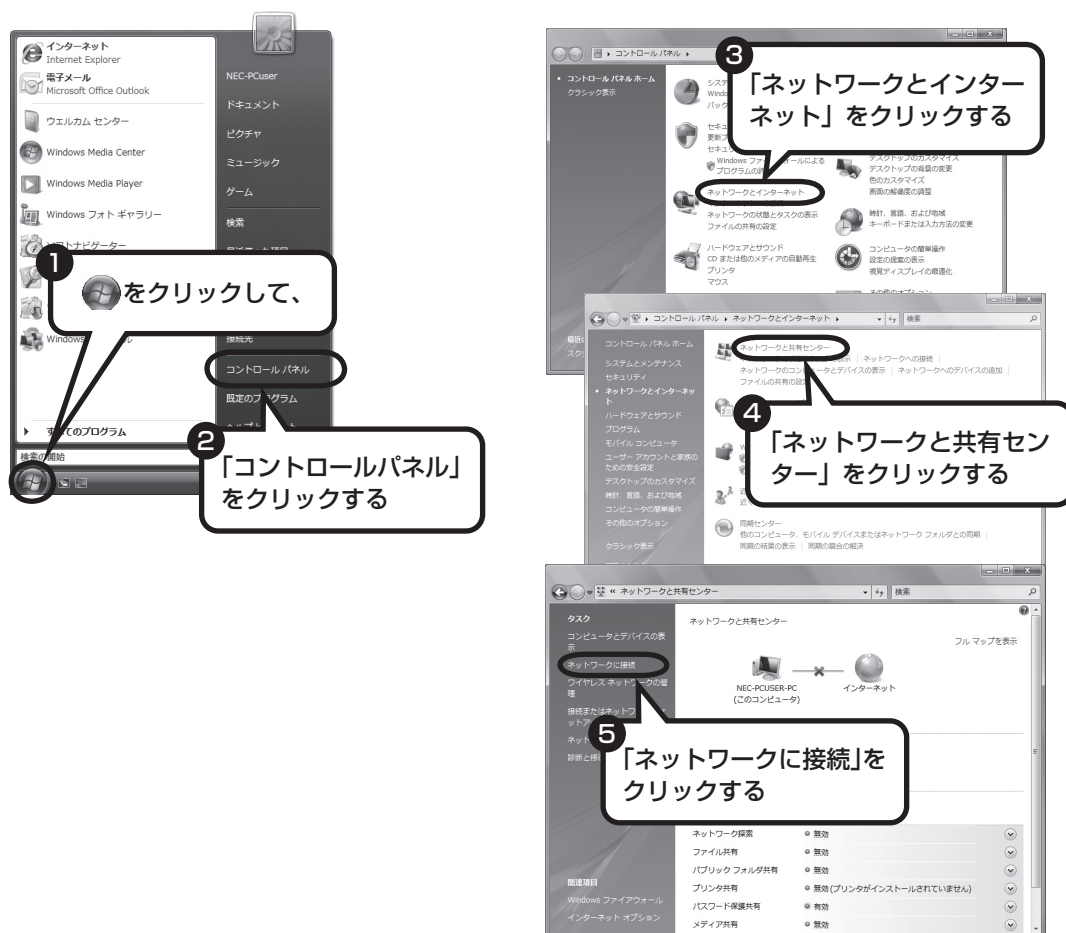 インターネット
Internet Explorer
電子メール
Microsoft Office Outlook
ウエルカム センター
Windows Media Center
Windows Media Player
Windows フォト ギャラリー
ソフトナビゲーター
Windows
すべてのプログラム
検索の開始
NEC-PCuser
ドキュメント
ピクチャ
ミュージック
ゲーム
検索
最近使った項目
接続先
コントロール パネル
既定のプログラム
1
をクリックして、
2
「コントロールパネル」
をクリックする
コントロール パネル
コントロール パネル ホーム
クラシック表示
3
「ネットワークとインター
ネット」をクリックする
Windows ファイアウォールによる
プログラムの許
ネットワークとインターネット
ネットワークの状態とタスクの表示
ファイルの共有の設定
ハードウェアとサウンド
CD または他のメディアの自動再生
プリンタ
マウス
デスクトップのカスタマイズ
デスクトップの背景の変更
色のカスタマイズ
画面の解像度の調整
時計、言語、および地域
キーボードまたは入力方法の変更
コンピュータの簡単操作
設定の提案の表示
視覚ディスプレイの最適化
その他のオプション
コントロール パネル ネットワークとインターネット
検索
コントロール パネル ホーム
システムとメンテナンス
セキュリティ
ネットワークとインターネッ
ト
ハードウェアとサウンド
プログラム
モバイル コンピュータ
ユーザー アカウントと家族の
ための安全設定
デスクトップのカスタマイズ
時計、言語、および地域
コンピュータの簡単操作
その他のオプション
クラシック表示
ネットワークと共有センター
表示 ネットワークへの接続
ネットワークのコンピュータとデバイスの表示 ネットワークへのデバイスの追加
ファイルの共有の設定
4
「ネットワークと共有セン
ター」をクリックする
同期センター
他のコンピュータ、モバイル デバイスまたはネットワーク フォルダとの同期
同期の結果の表示 同期の競合の解決
« ネットワークと共有センター
検索
タスク
コンピュータとデバイスの表
示
ネットワークに接続
ワイヤレス ネットワークの管
理
診断と修
関連項目
Windows ファイアウォール
インターネット オプション
ネットワークと共有センター
フル マップを表示
NEC-PCUSER-PC
(このコンピュータ)
インターネット
5
「ネットワークに接続」を
クリックする
ネットワーク探索 無効
ファイル共有 無効
パブリック フォルダ共有 無効
プリンタ共有 無効 (プリンタがインストールされていません)
パスワード保護共有 有効
メディア共有 無効